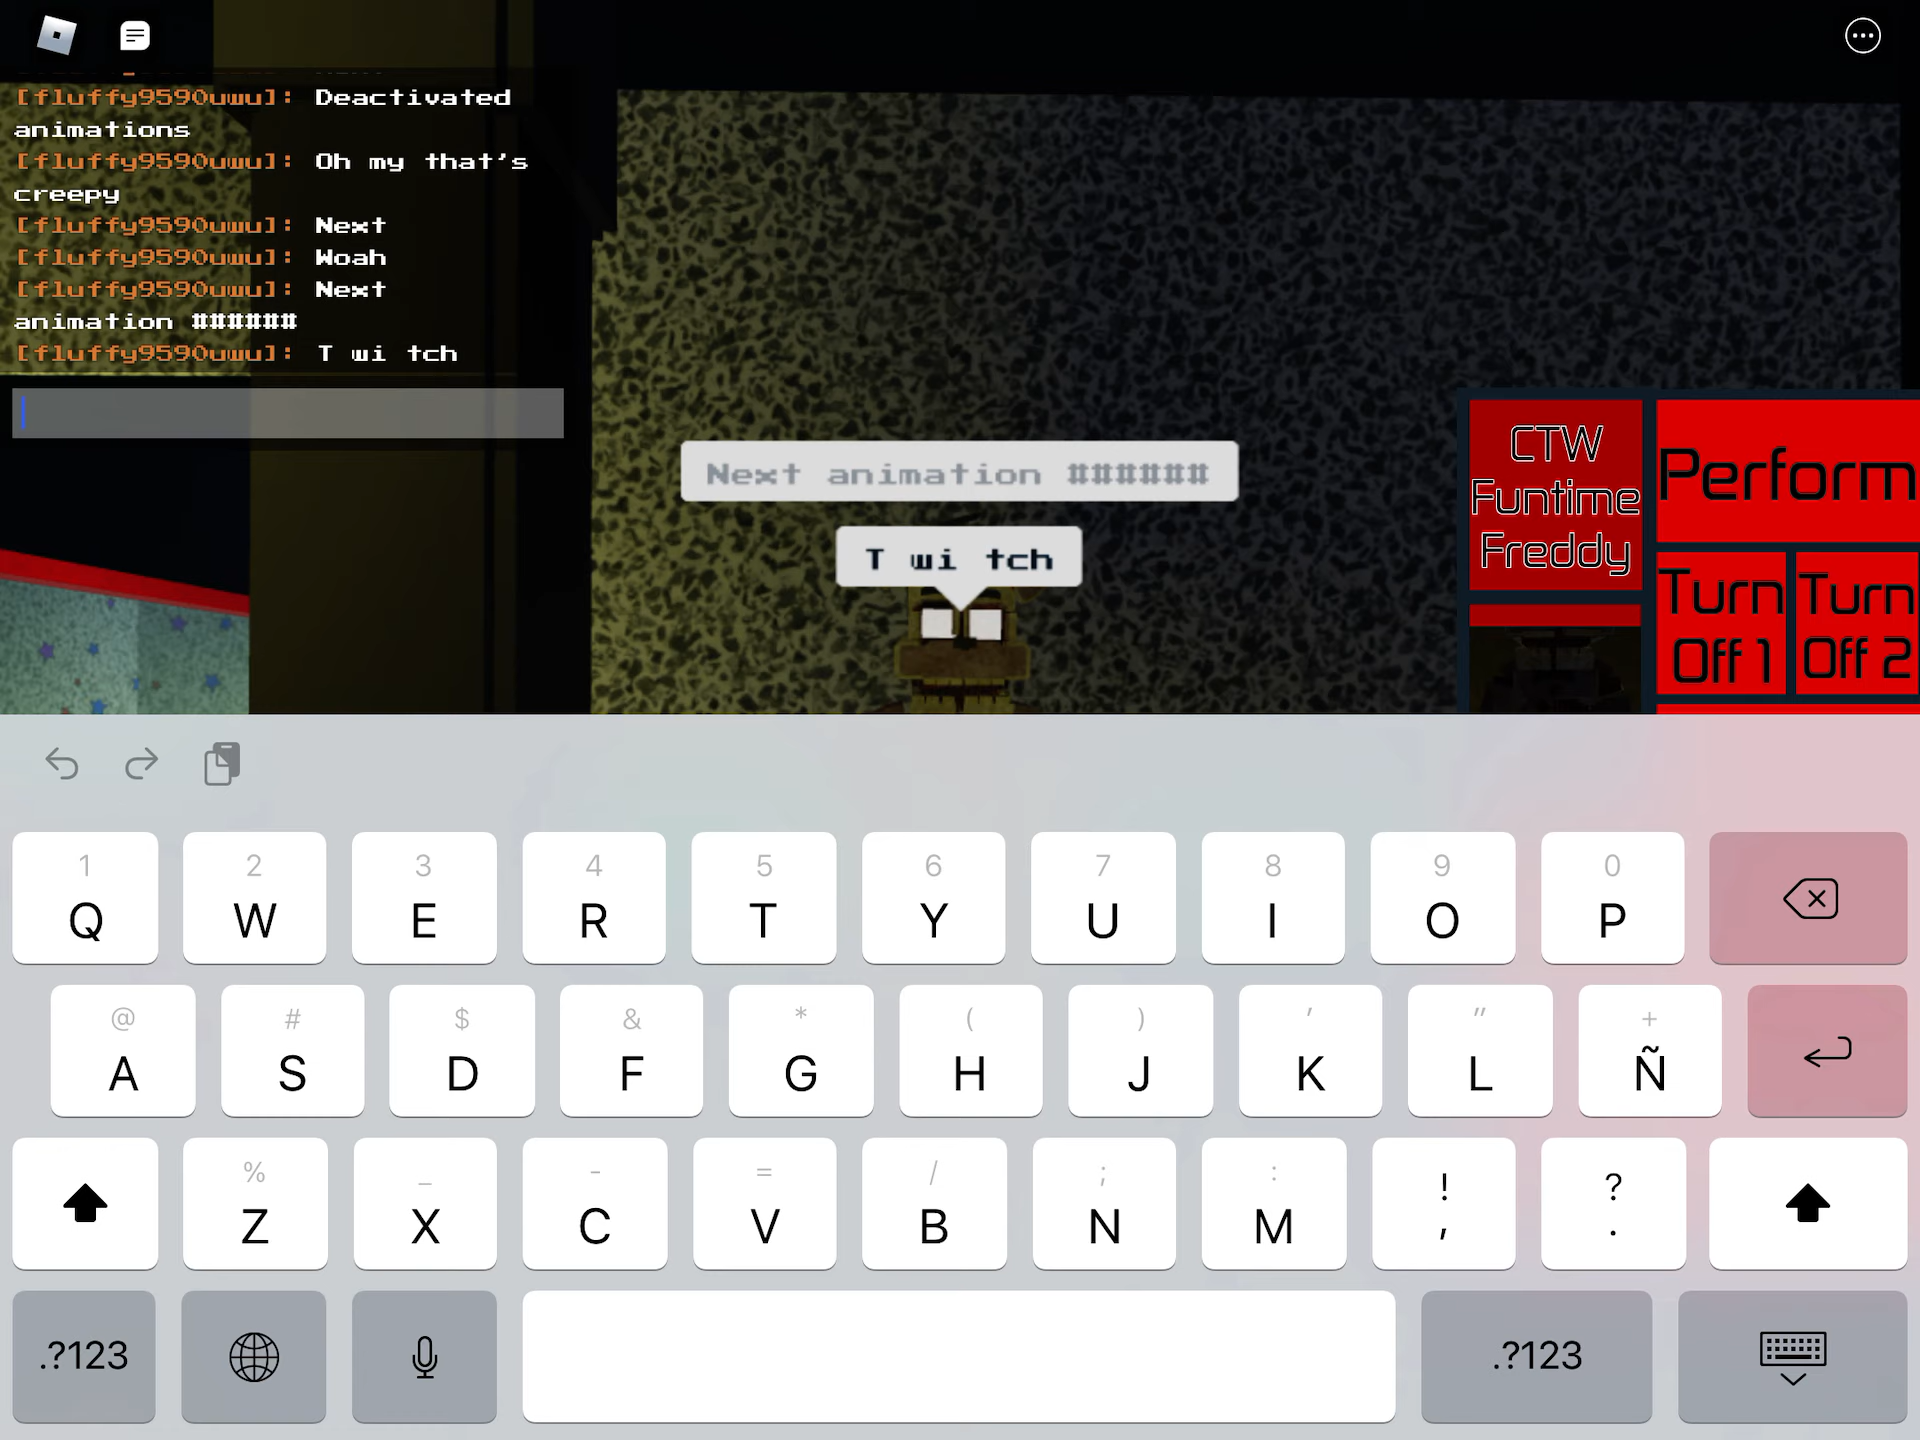 [fluffy9590uwu]: Deactivated
animations
[fluffy9590uwu]: Oh my that's
creepy
[fluffy9590uwu]: Next
[fluffy9590uwu]: Woah
[fluffy9590uwu]: Next
animation ######
[fluffy9590uwu]: T wi tch
Next animation ######
T wi tch
CTW
Funtime
Freddy
Perform
Turn
Off 1
Turn
Off 2
1 2 3 4 5 6 7 8 9 0
Q W E R T Y U I O P
@ # $ & * ( ) ' " +
A S D F G H J K L Ñ
% _ - = / ; : ! ?
Z X C V B N M , .
.?123 .?123